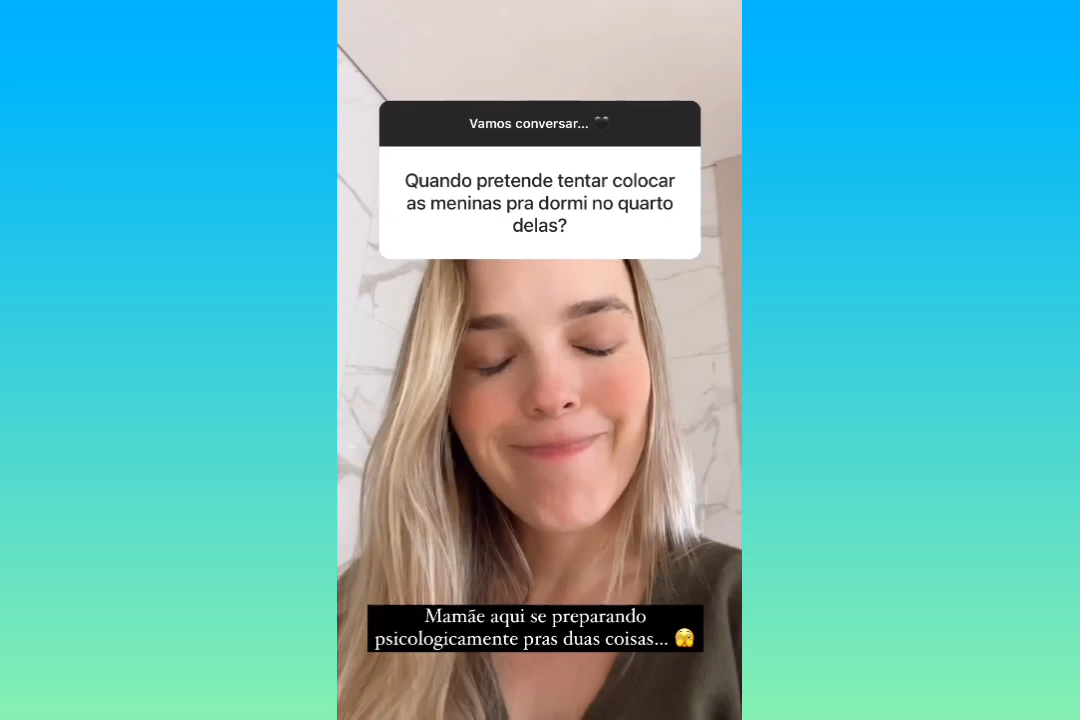 Vamos conversar... 🖤
Quando pretende tentar colocar
as meninas pra dormi no quarto
delas?
Mamãe aqui se preparando
psicologicamente pras duas coisas... 🫣